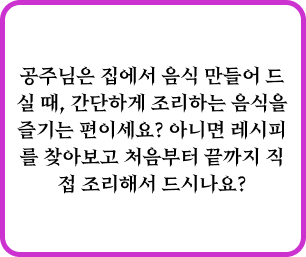 공주님은 집에서 음식 만들어 드
실 때, 간단하게 조리하는 음식을
즐기는 편이세요? 아니면 레시피
를 찾아보고 처음부터 끝까지 직
접 조리해서 드시나요?